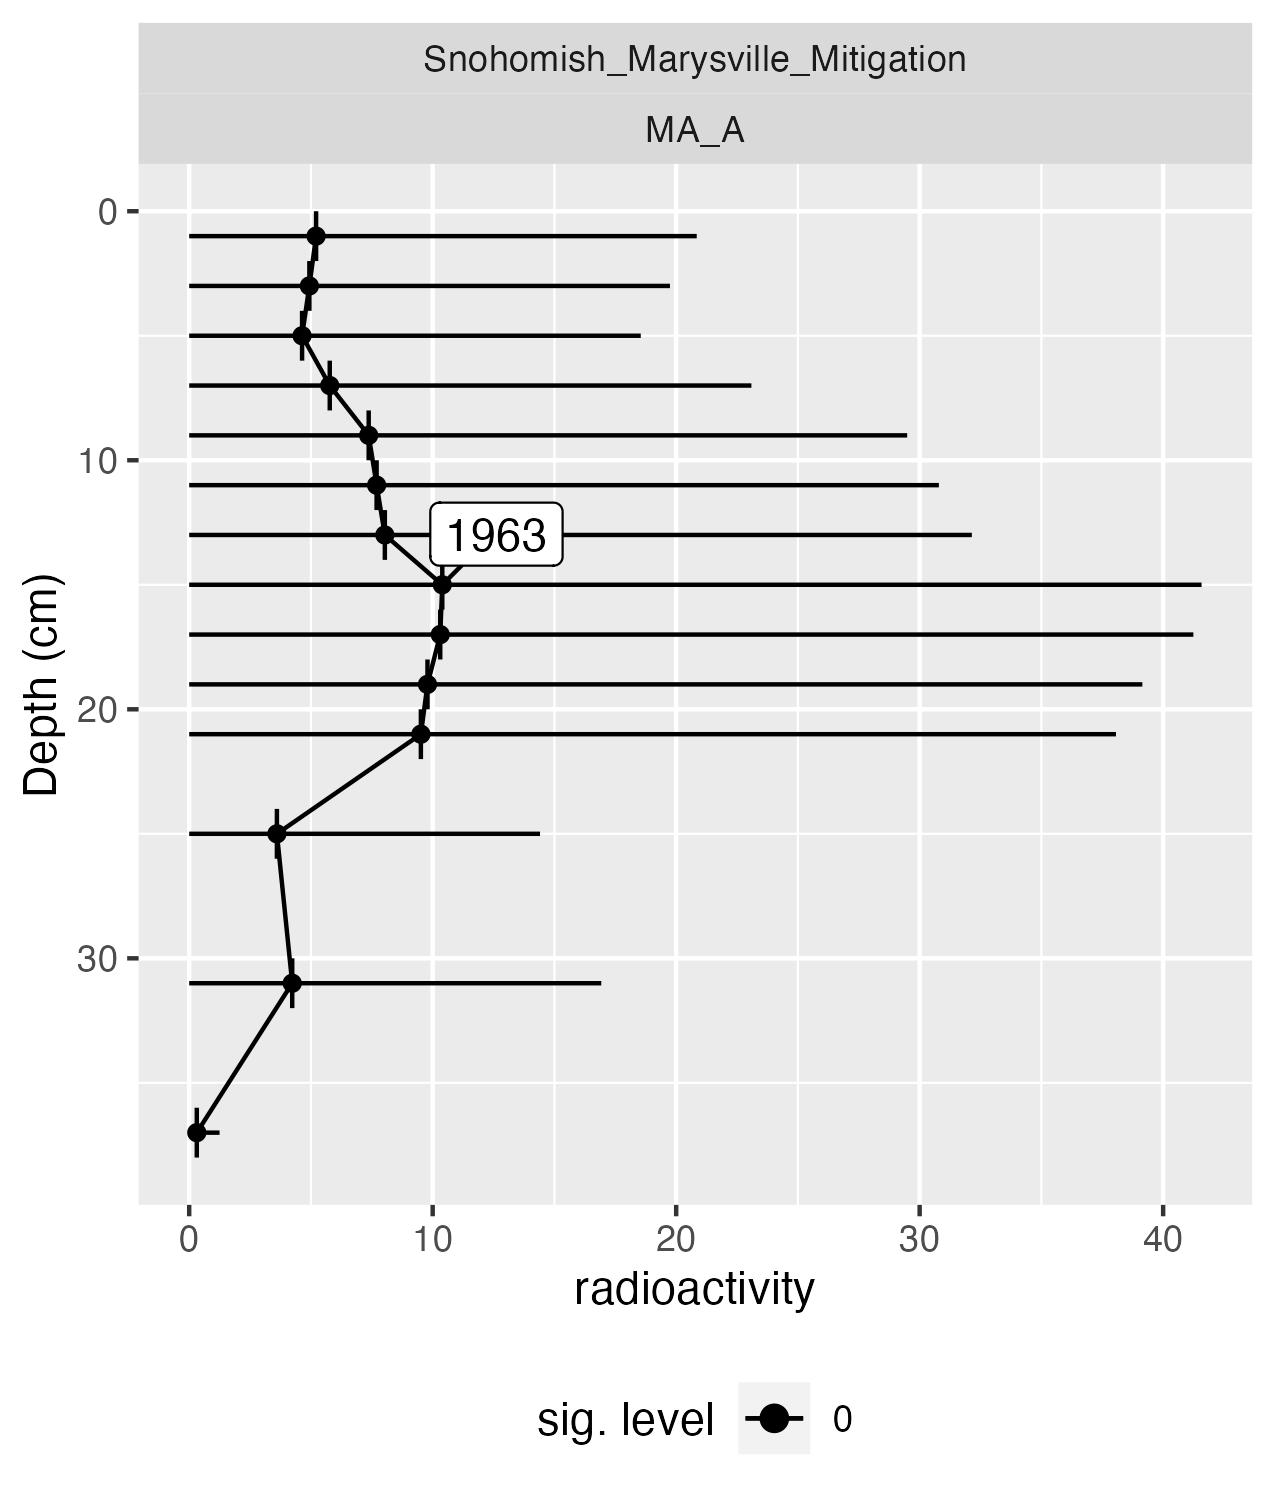 Snohomish_Marysville_Mitigation
MA_A
0
10
20
30
Depth (cm)
1963
0 10 20 30 40
radioactivity
sig. level 0